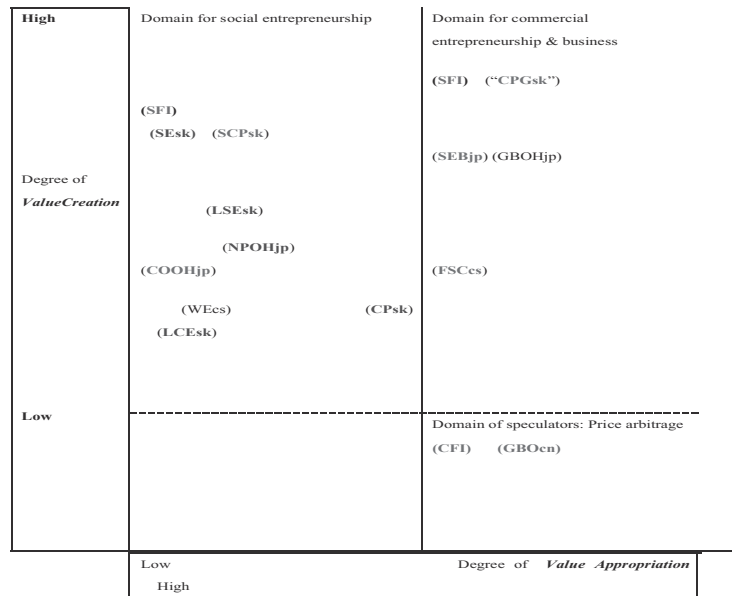 High
Domain for social entrepreneurship
Domain for commercial
entrepreneurship & business
(SFI) (“CPGsk”)
(SFI)
(SEsk) (SCPsk)
(SEBjp) (GBOHjp)
Degree of
ValueCreation
(LSEsk)
(NPOHjp)
(COOHjp)
(FSCcs)
(WEcs) (CPsk)
(LCEsk)
Low
Domain of speculators: Price arbitrage
(CFI) (GBOcn)
Low Degree of Value Appropriation
High